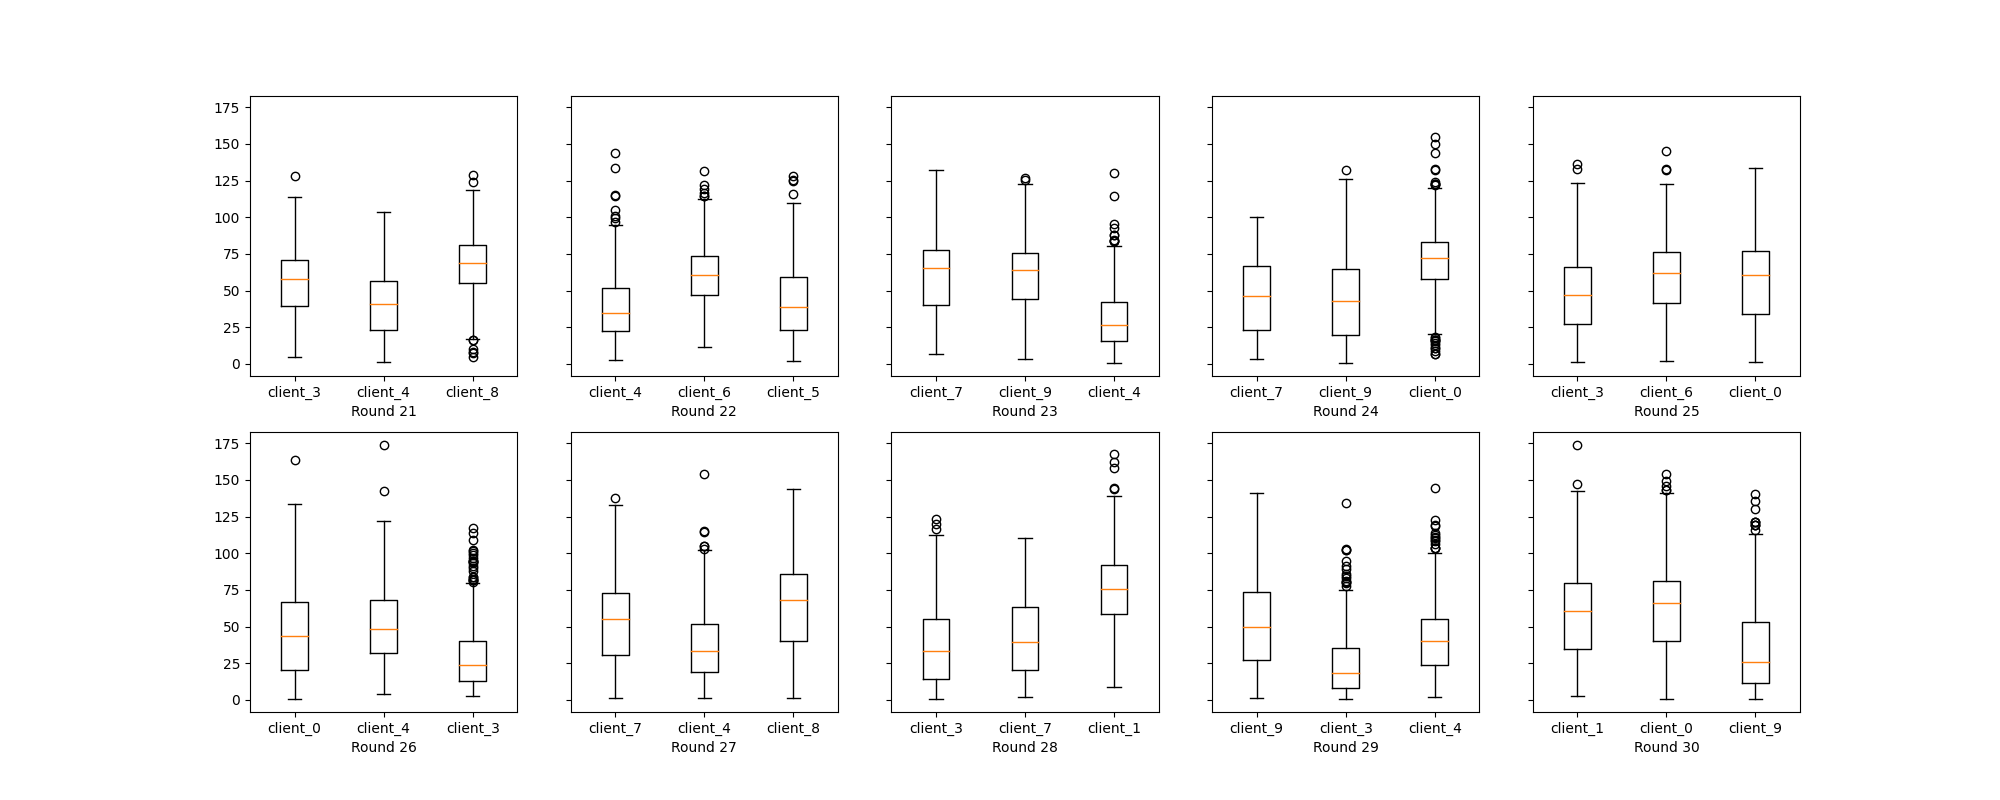 175
150
125
100
75
50
25
0
client_3 client_4 client_8
Round 21
client_4 client_6 client_5
Round 22
client_7 client_9 client_4
Round 23
client_7 client_9 client_0
Round 24
client_3 client_6 client_0
Round 25
175
150
125
100
75
50
25
0
client_0 client_4 client_3
Round 26
client_7 client_4 client_8
Round 27
client_3 client_7 client_1
Round 28
client_9 client_3 client_4
Round 29
client_1 client_0 client_9
Round 30